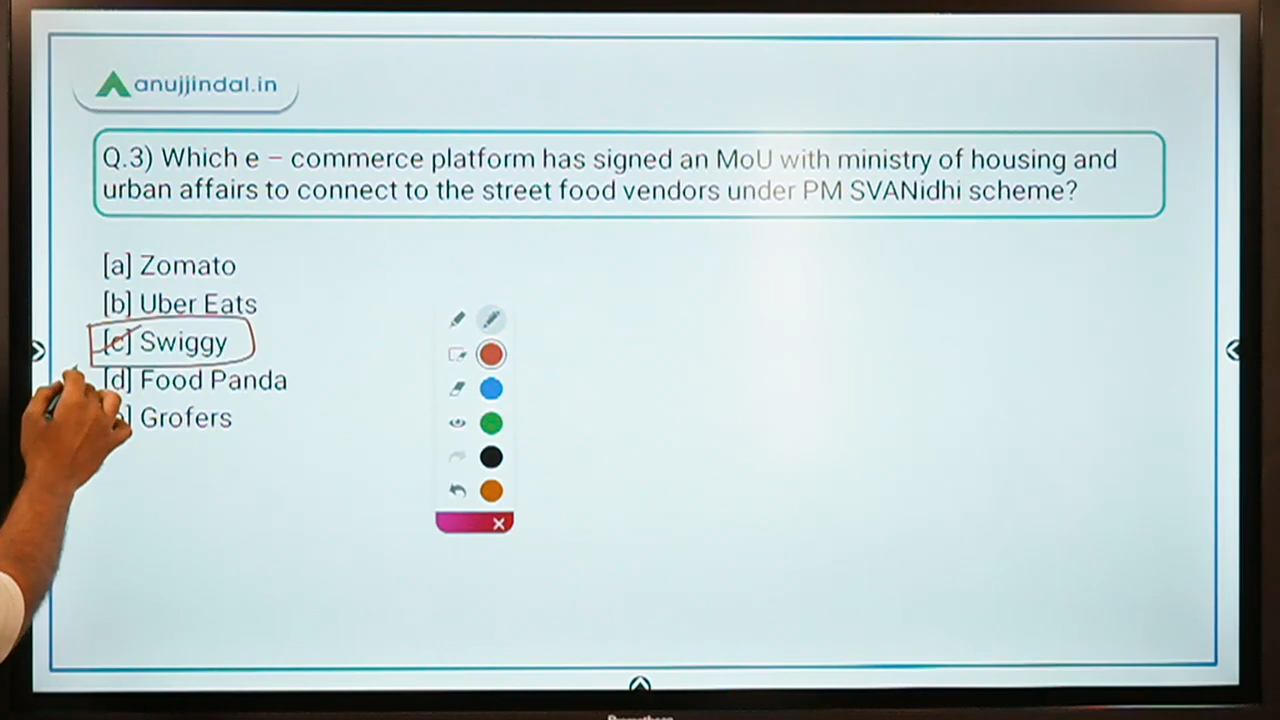 anujjindal.in
Q.3) Which e – commerce platform has signed an MoU with ministry of housing and
urban affairs to connect to the street food vendors under PM SVANidhi scheme?
[a] Zomato
[b] Uber Eats
[c] Swiggy
[d] Food Panda
] Grofers